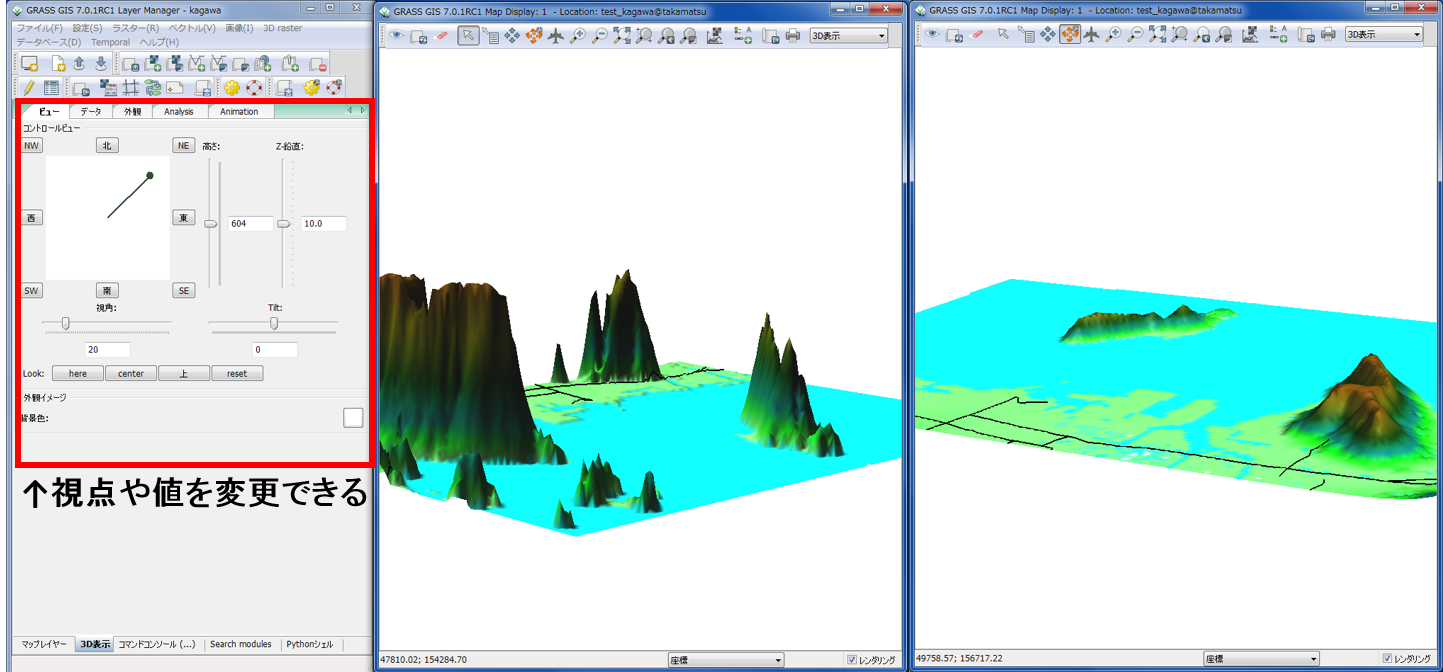 GRASS GIS 7.0.1RC1 Layer Manager - kagawa
ファイル(F) 設定(S) ラスター(R) ベクトル(V) 画像(I) 3D raster
データベース(D) Temporal ヘルプ(H)
ビュー データ 外観 Analysis Animation
コントロールビュー
NW 北 NE 高さ: Z-鉛直:
西 東 604 10.0
SW 南 SE
視角: Tilt:
20 0
Look: here center 上 reset
外観イメージ
背景色:
↑視点や値を変更できる
マップレイヤー 3D表示 コマンドコンソール (...) Search modules Pythonシェル
GRASS GIS 7.0.1RC1 Map Display: 1 - Location: test_kagawa@takamatsu
3D表示
47810.02; 154284.70 座標 レンダリング
GRASS GIS 7.0.1RC1 Map Display: 1 - Location: test_kagawa@takamatsu
3D表示
49758.57; 156717.22 座標 レンダリング